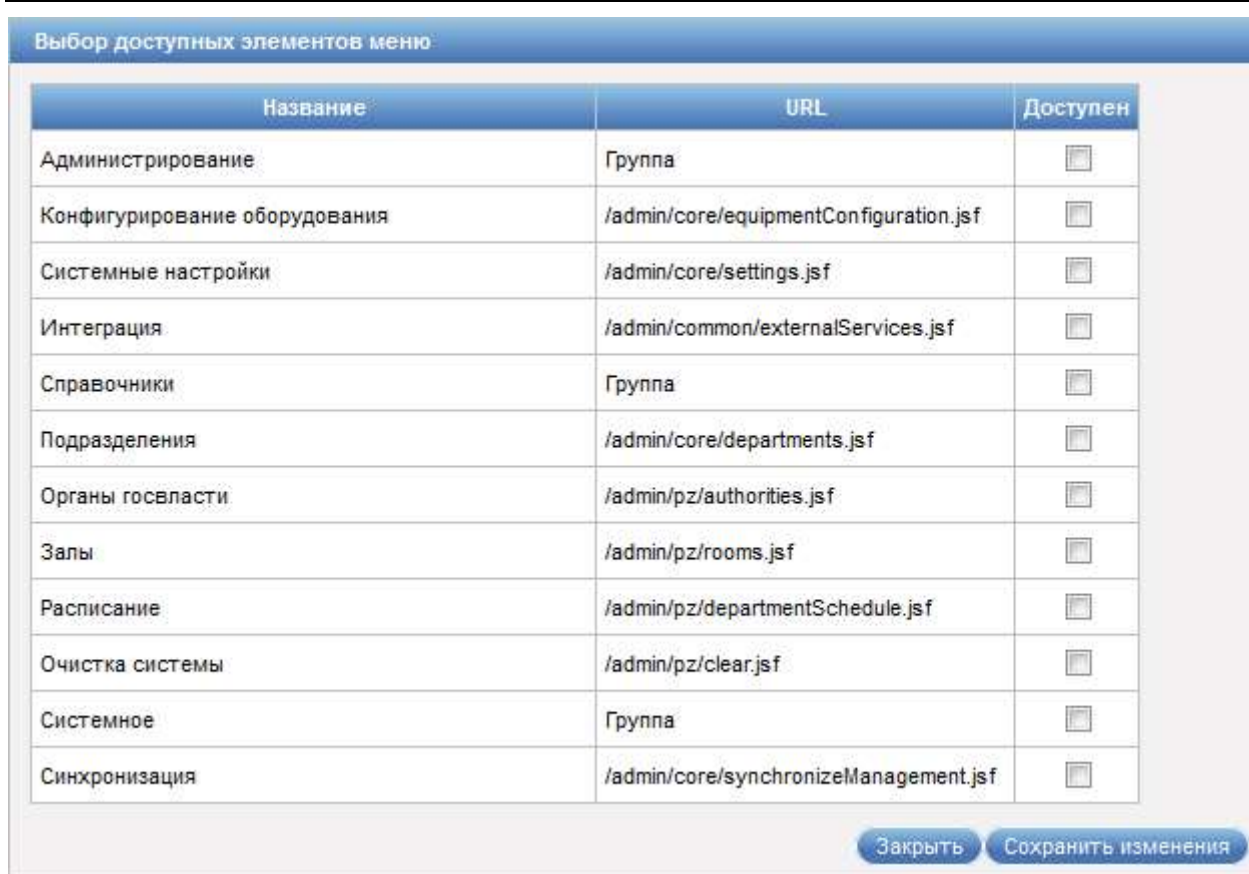 Выбор доступных элементов меню
Название URL Доступен
Администрирование Группа
Конфигурирование оборудования /admin/core/equipmentConfiguration.jsf
Системные настройки /admin/core/settings.jsf
Интеграция /admin/common/externalServices.jsf
Справочники Группа
Подразделения /admin/core/departments.jsf
Органы госвласти /admin/pz/authorities.jsf
Залы /admin/pz/rooms.jsf
Расписание /admin/pz/departmentSchedule.jsf
Очистка системы /admin/pz/clear.jsf
Системное Группа
Синхронизация /admin/core/synchronizeManagement.jsf
Закрыть Сохранить изменения